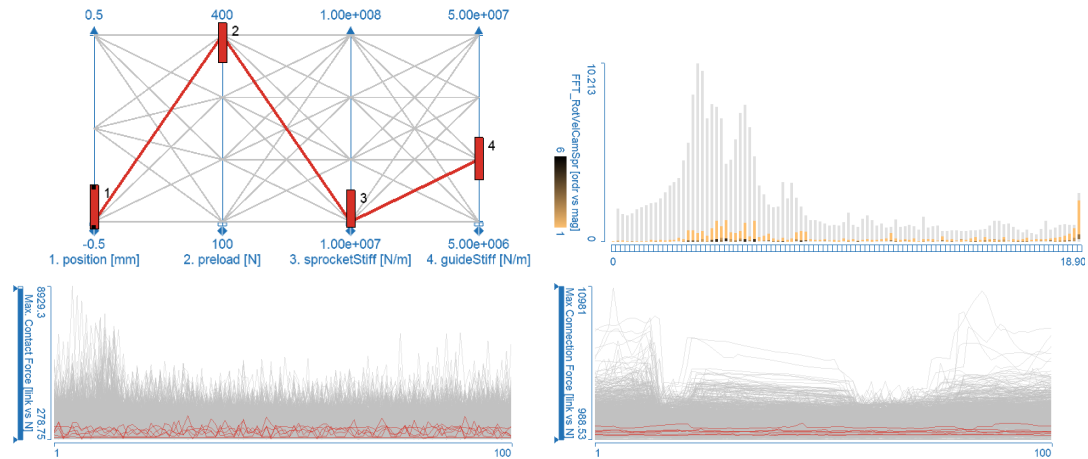 0.5
400
1.00e+008
5.00e+007
1
2
3
4
-0.5
100
1.00e+007
5.00e+006
1. position [mm]
2. preload [N]
3. sprocketStiff [N/m]
4. guideStiff [N/m]
10,213
FFT_RotVelCamSpr [ordr vs mag]
0
6
1
0
18.90
8929.3
Max. Contact Force [link vs N]
278.75
1
100
10981
Max Connection Force [link vs N]
988.53
1
100